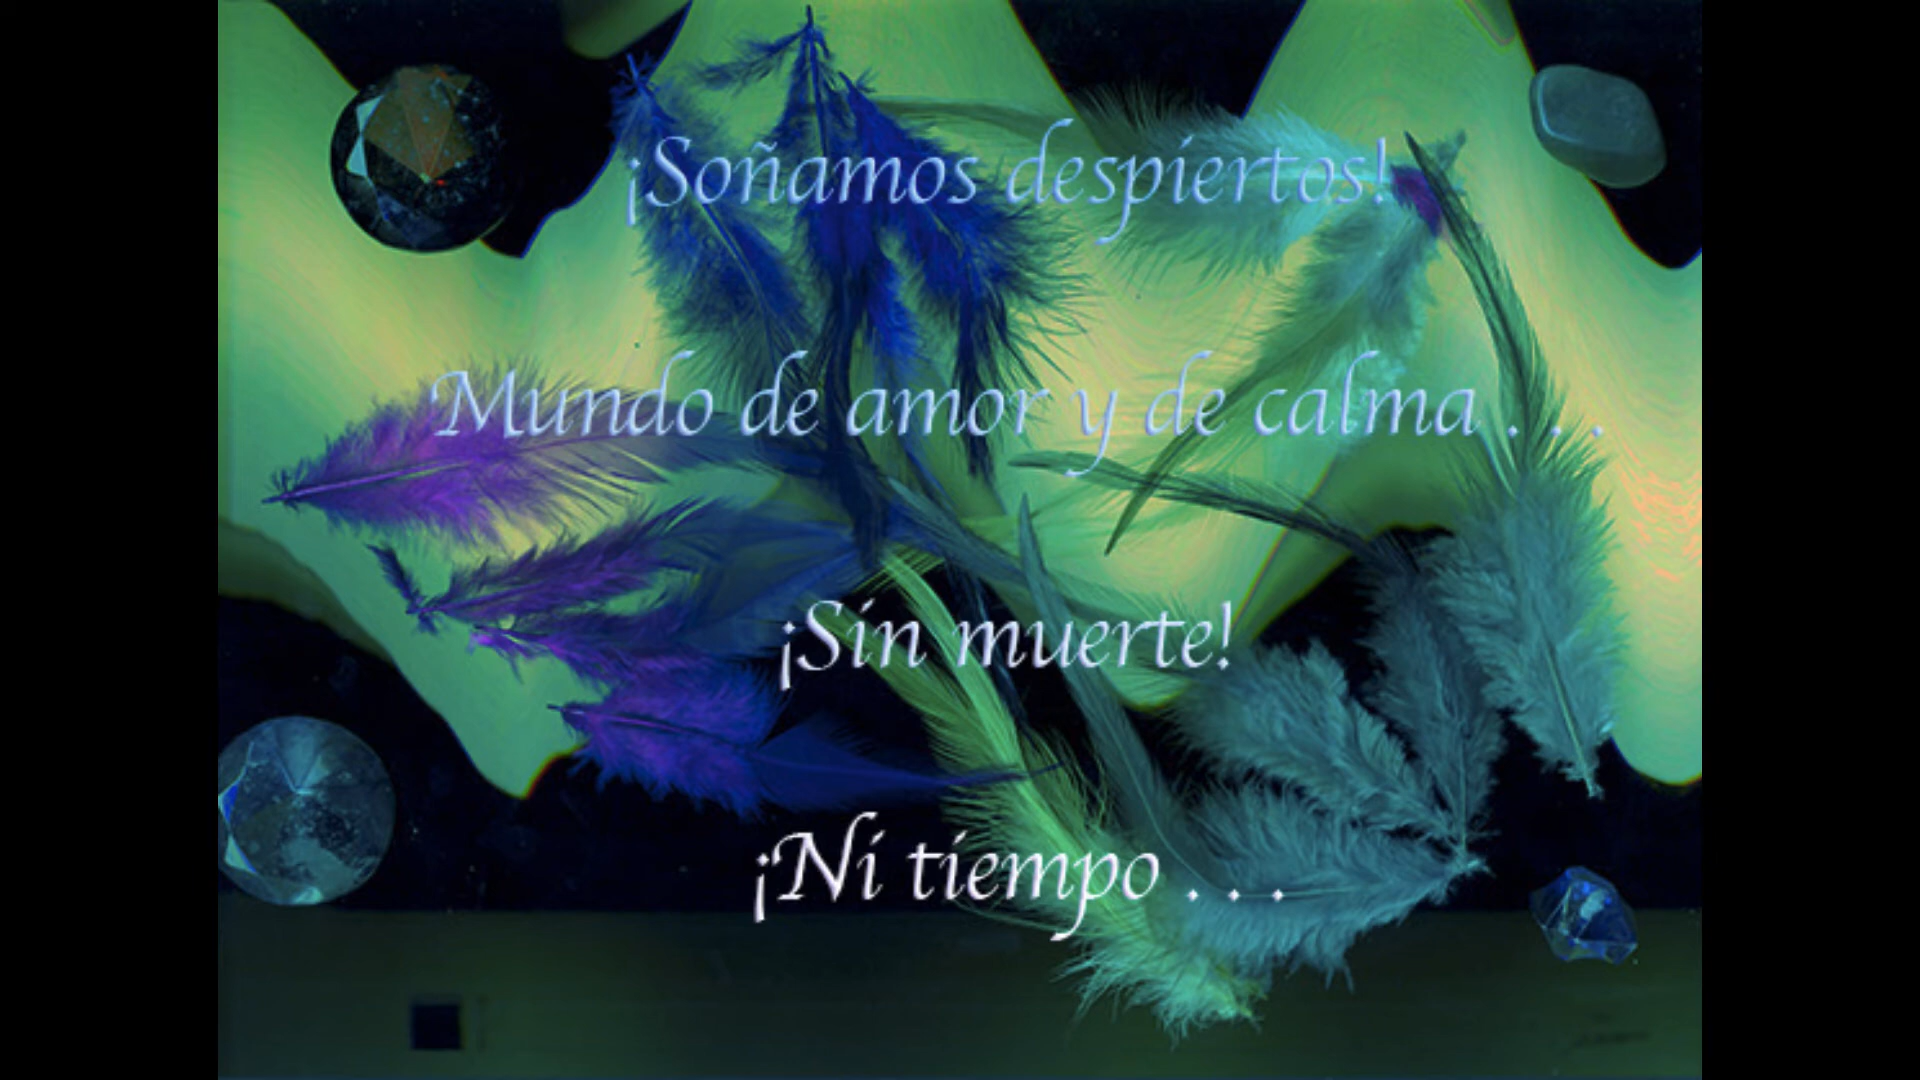 ¡Soñamos despiertos!
Mundo de amor y de calma . . .
¡Sin muerte!
¡Ni tiempo . . .